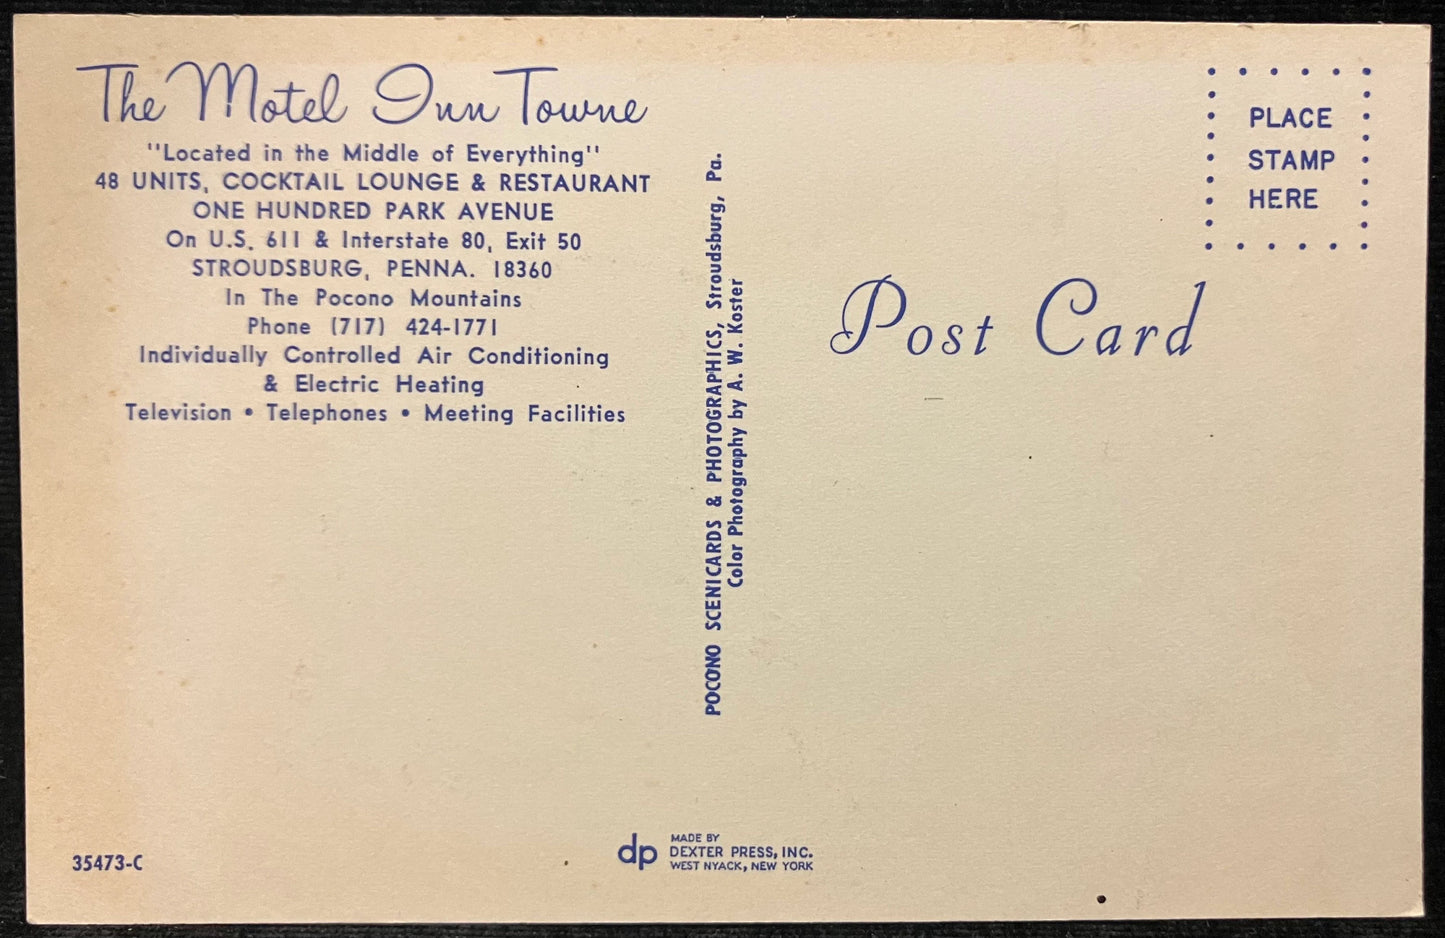 The Motel Inn Towne
"Located in the Middle of Everything"
48 UNITS, COCKTAIL LOUNGE & RESTAURANT
ONE HUNDRED PARK AVENUE
On U.S. 611 & Interstate 80, Exit 50
STROUDSBURG, PENNA. 18360
In The Pocono Mountains
Phone (717) 424-1771
Individually Controlled Air Conditioning
& Electric Heating
Television • Telephones • Meeting Facilities
35473-C
POCONO SCENICARDS & PHOTOGRAPHICS, Stroudsburg, Pa.
Color Photography by A. W. Koster
dp
MADE BY
DEXTER PRESS, INC.
WEST NYACK, NEW YORK
PLACE
STAMP
HERE
Post Card